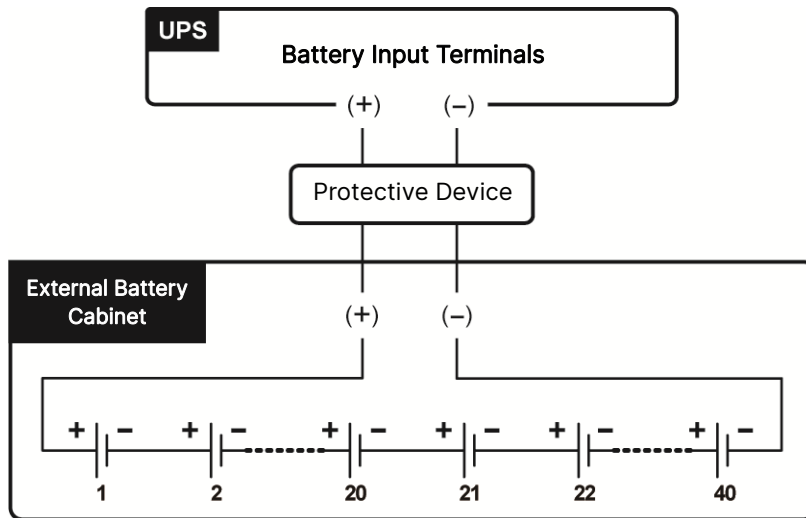 UPS
Battery Input Terminals
(+) (−)
Protective Device
External Battery
Cabinet
(+) (−)
+ − + − + − + − + − + −
1 2 20 21 22 40